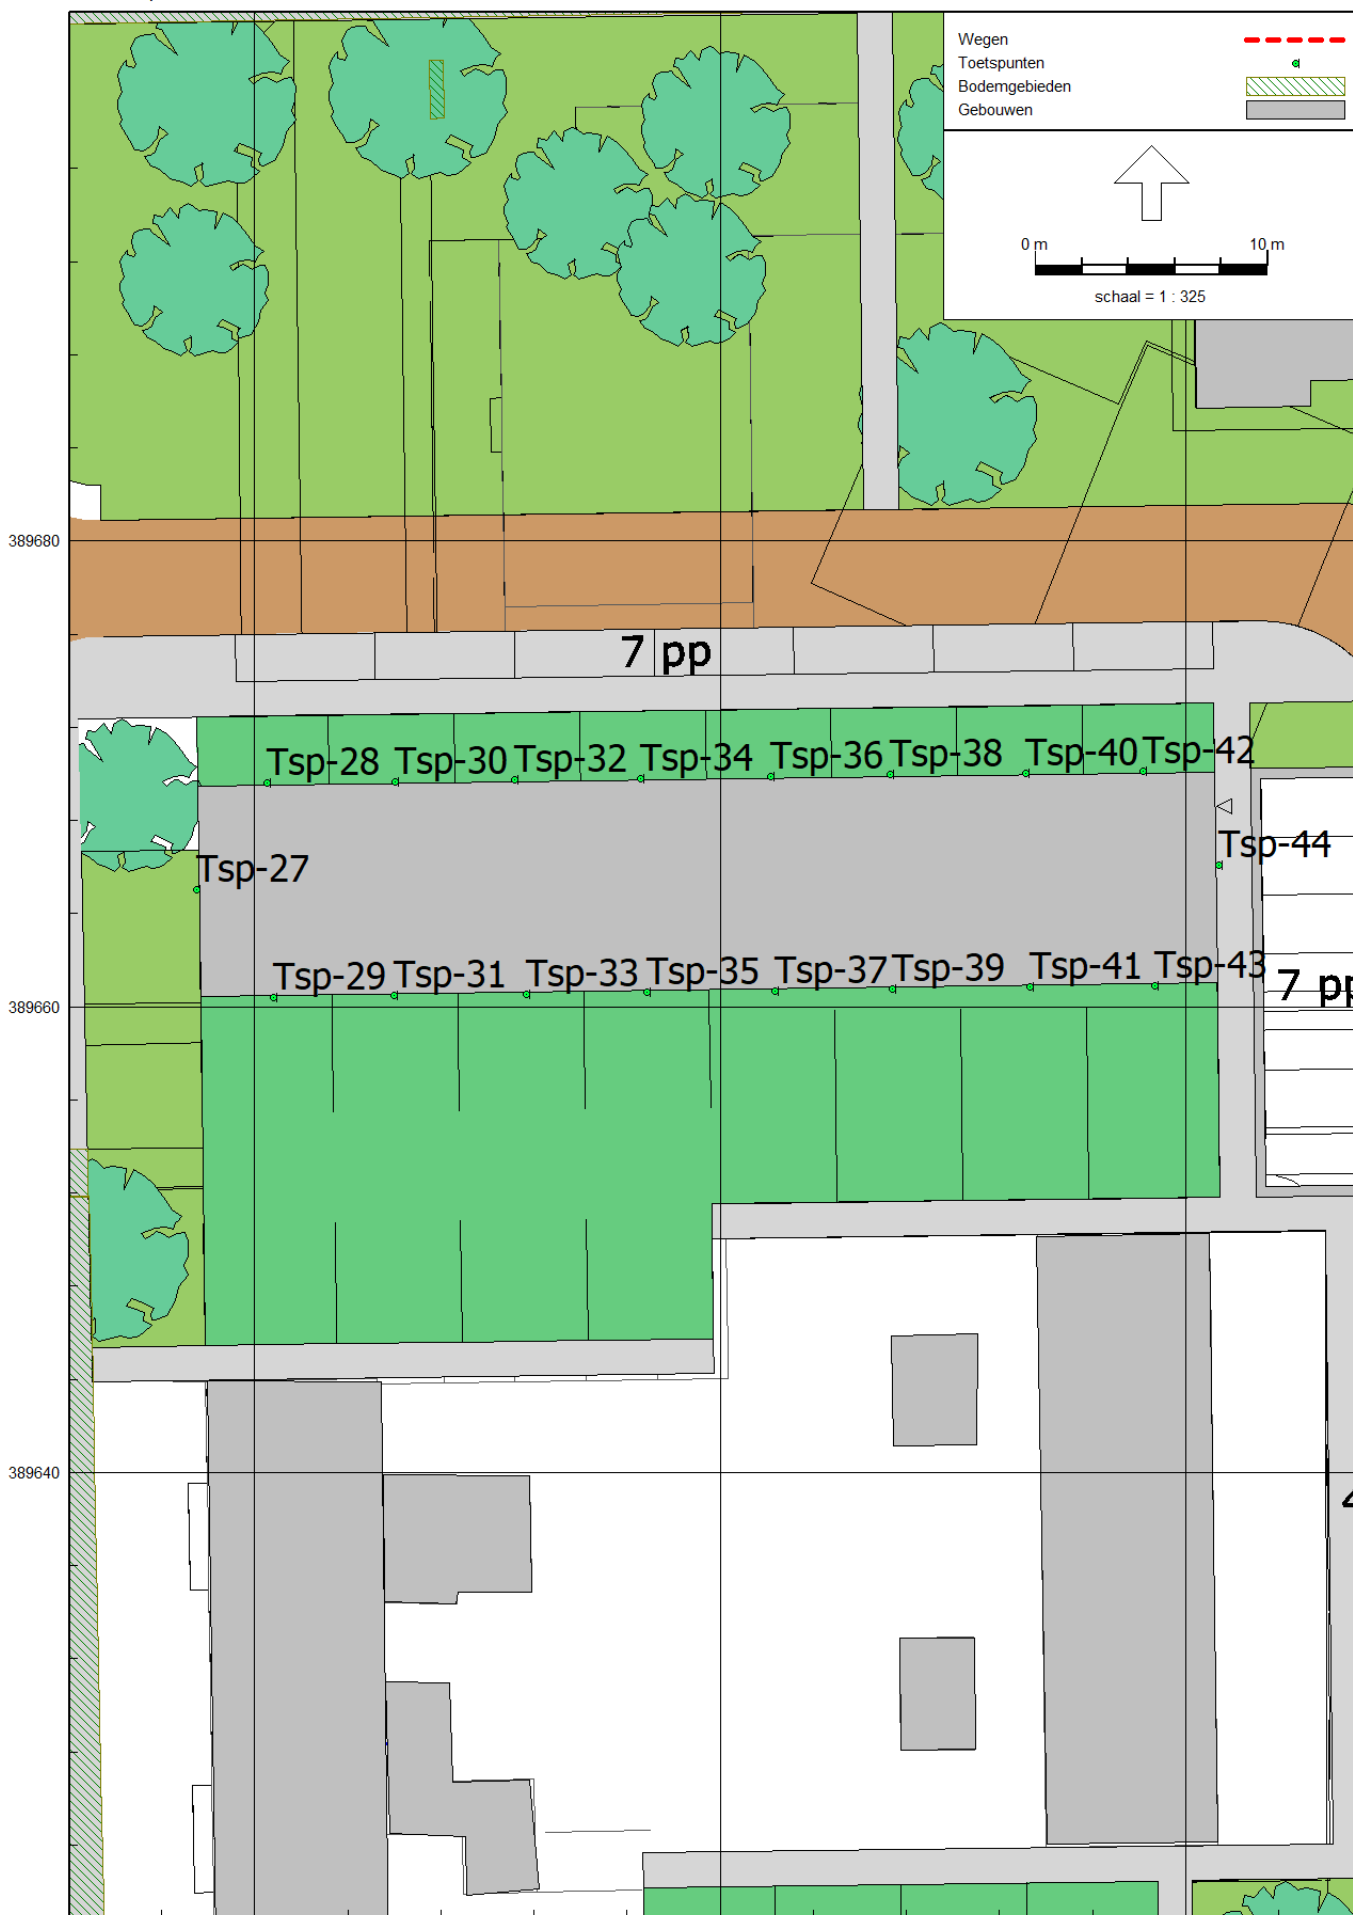 Wegen
Toetspunten
Bodemgebieden
Gebouwen
0 m 10 m
schaal = 1 : 325
389680
7 pp
Tsp-28 Tsp-30 Tsp-32 Tsp-34 Tsp-36 Tsp-38 Tsp-40 Tsp-42
Tsp-44
Tsp-27
Tsp-29 Tsp-31 Tsp-33 Tsp-35 Tsp-37 Tsp-39 Tsp-41 Tsp-43
7 pp
389660
389640